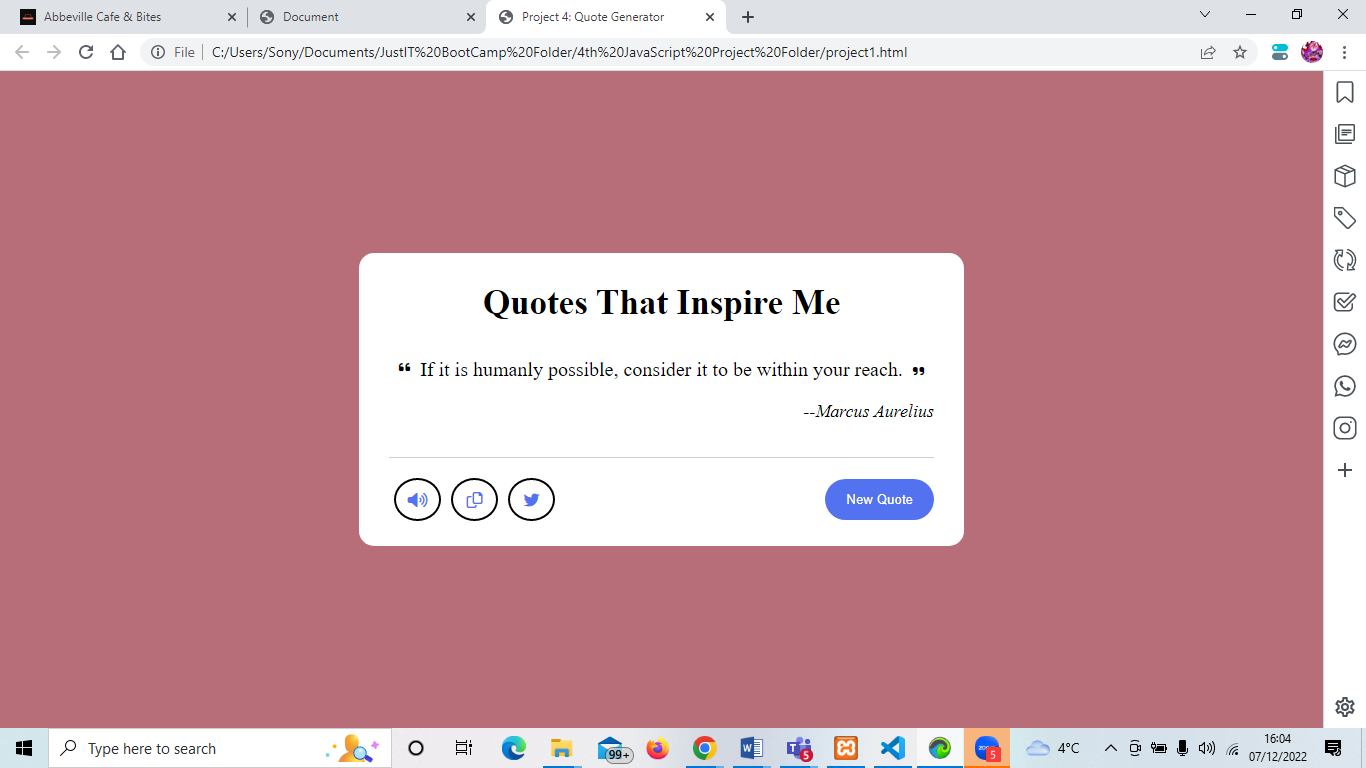 Abbeville Cafe & Bites
Document
Project 4: Quote Generator
File
C:/Users/Sony/Documents/JustIT%20BootCamp%20Folder/4th%20JavaScript%20Project%20Folder/project1.html
Quotes That Inspire Me
❝ If it is humanly possible, consider it to be within your reach. ❞
--Marcus Aurelius
New Quote
Type here to search
99+
5
5
4°C
16:04
07/12/2022